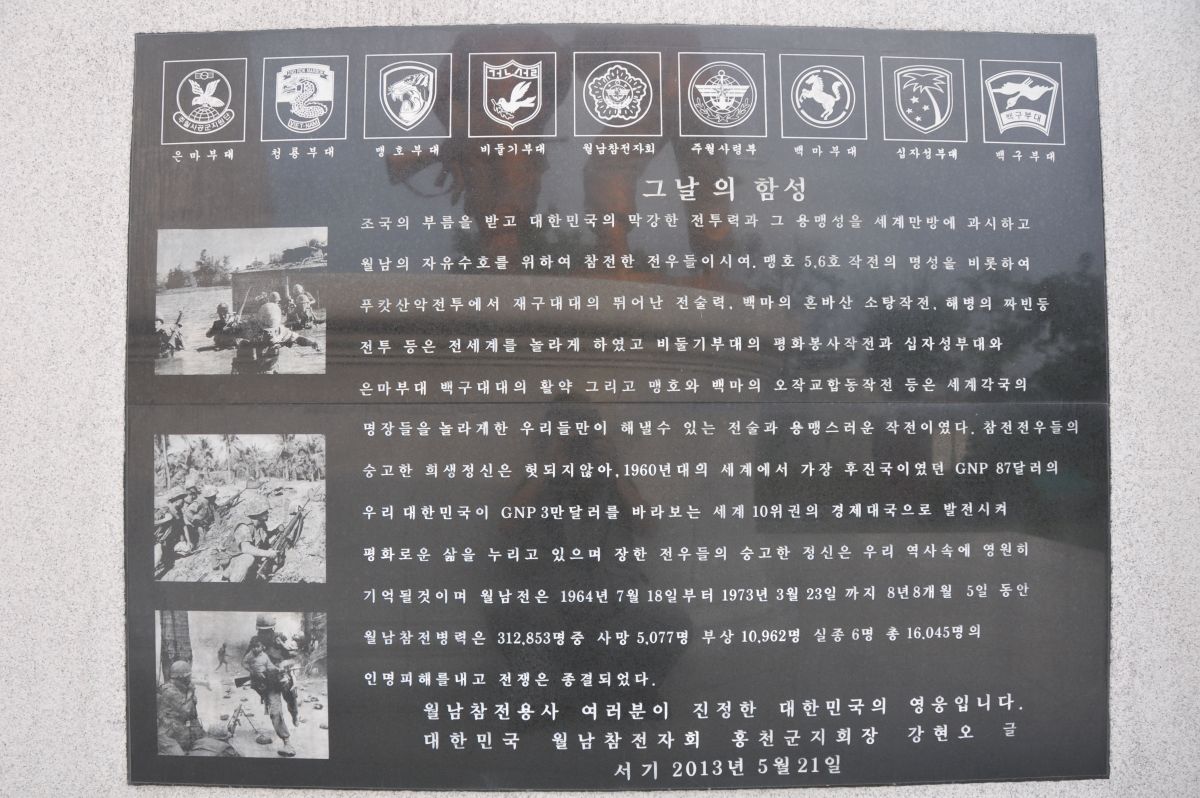 주월사공군지원단
2ND ROK MARINE
VIET-NAM
건설
백구부대
은마부대 청룡부대 맹호부대 비둘기부대 월남참전자회 주월사령부 백마부대 십자성부대 백구부대
그날의 함성
조국의 부름을 받고 대한민국의 막강한 전투력과 그 용맹성을 세계만방에 과시하고
월남의 자유수호를 위하여 참전한 전우들이시여. 맹호 5.6호 작전의 명성을 비롯하여
푸캇산악전투에서 재구대대의 뛰어난 전술력, 백마의 혼바산 소탕작전, 해병의 짜빈둥
전투 등은 전세계를 놀라게 하였고 비둘기부대의 평화봉사작전과 십자성부대와
은마부대 백구대대의 활약 그리고 맹호와 백마의 오작교합동작전 등은 세계각국의
명장들을놀라게한 우리들만이 해낼수 있는 전술과 용맹스러운 작전이였다. 참전전우들의
숭고한 희생정신은 헛되지않아, 1960년대의 세계에서 가장 후진국이였던 GNP 87달러의
우리 대한민국이 GNP 3만달러를 바라보는 세계 10위권의 경제대국으로 발전시켜
평화로운 삶을 누리고 있으며 장한 전우들의 숭고한 정신은 우리 역사속에 영원히
기억될것이며 월남전은 1964년 7월 18일부터 1973년 3월 23일 까지 8년8개월 5일 동안
월남참전병력은 312,853명중 사망 5,077명 부상 10,962명 실종 6명 총 16,045명의
인명피해를내고 전쟁은 종결되었다.
월남참전용사 여러분이 진정한 대한민국의 영웅입니다.
대한민국 월남참전자회 홍천군지회장 강현오 글
서기 2013년 5월 21일